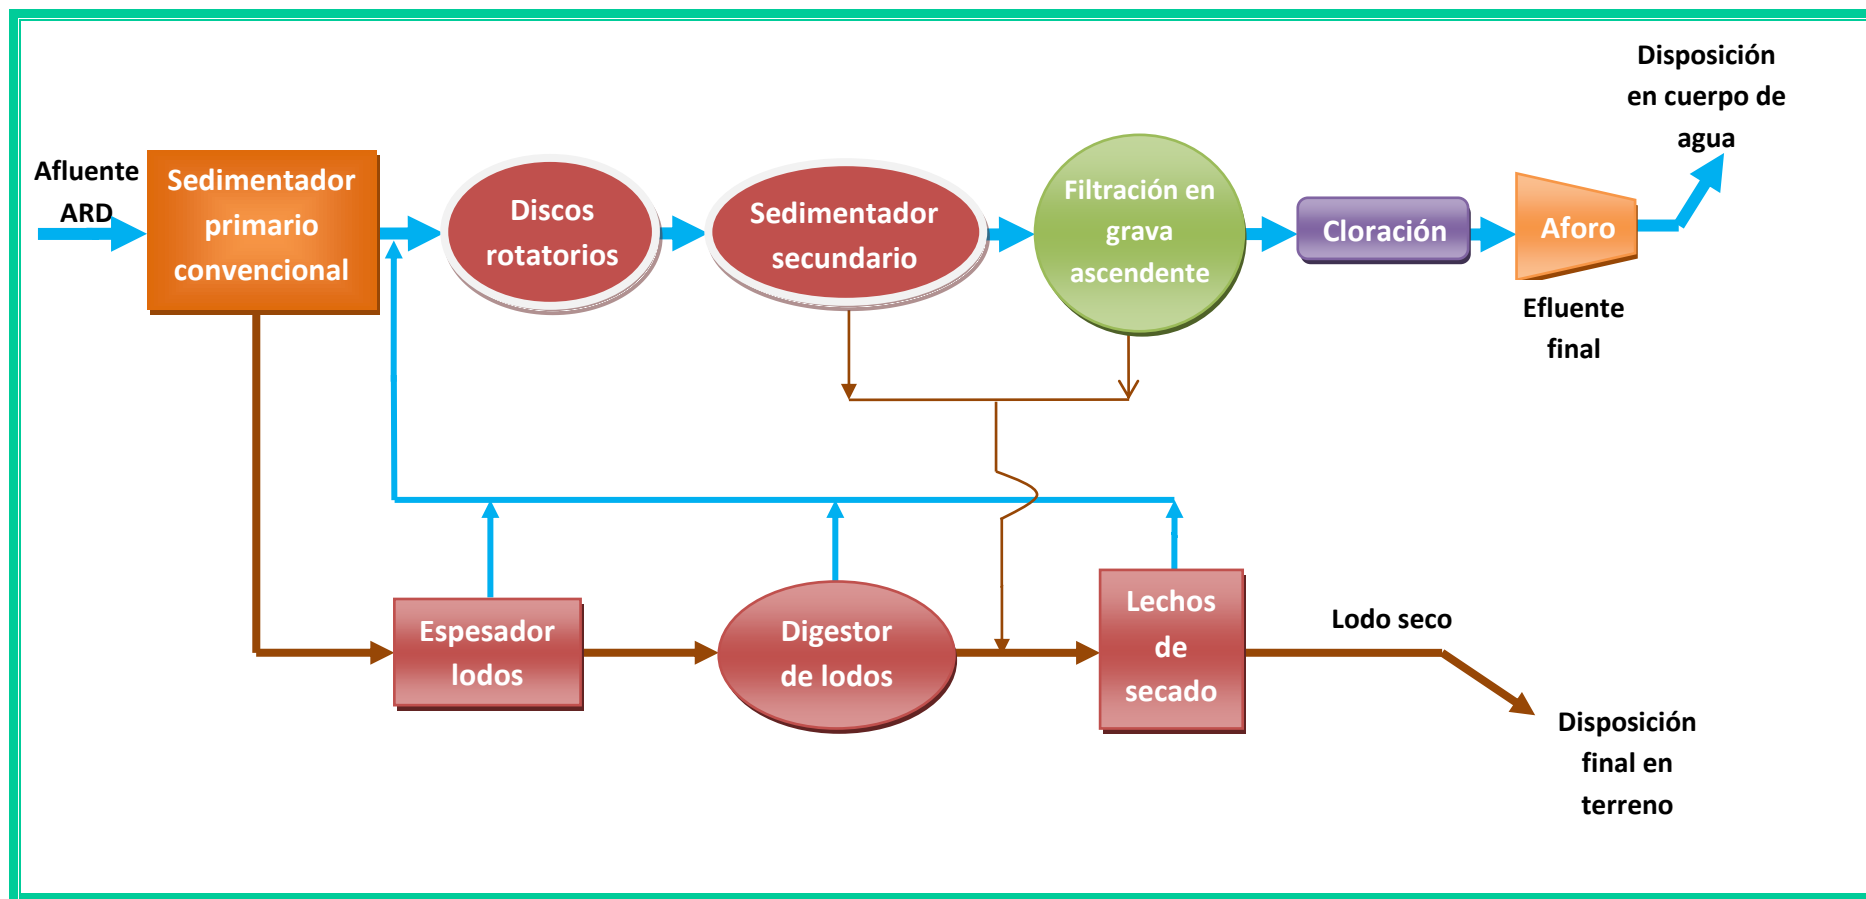 Disposición
en cuerpo de
agua
Afluente
ARD
Sedimentador
primario
convencional
Discos
rotatorios
Sedimentador
secundario
Filtración en
grava
ascendente
Cloración
Aforo
Efluente
final
Espesador
lodos
Digestor
de lodos
Lechos
de
secado
Lodo seco
Disposición
final en
terreno